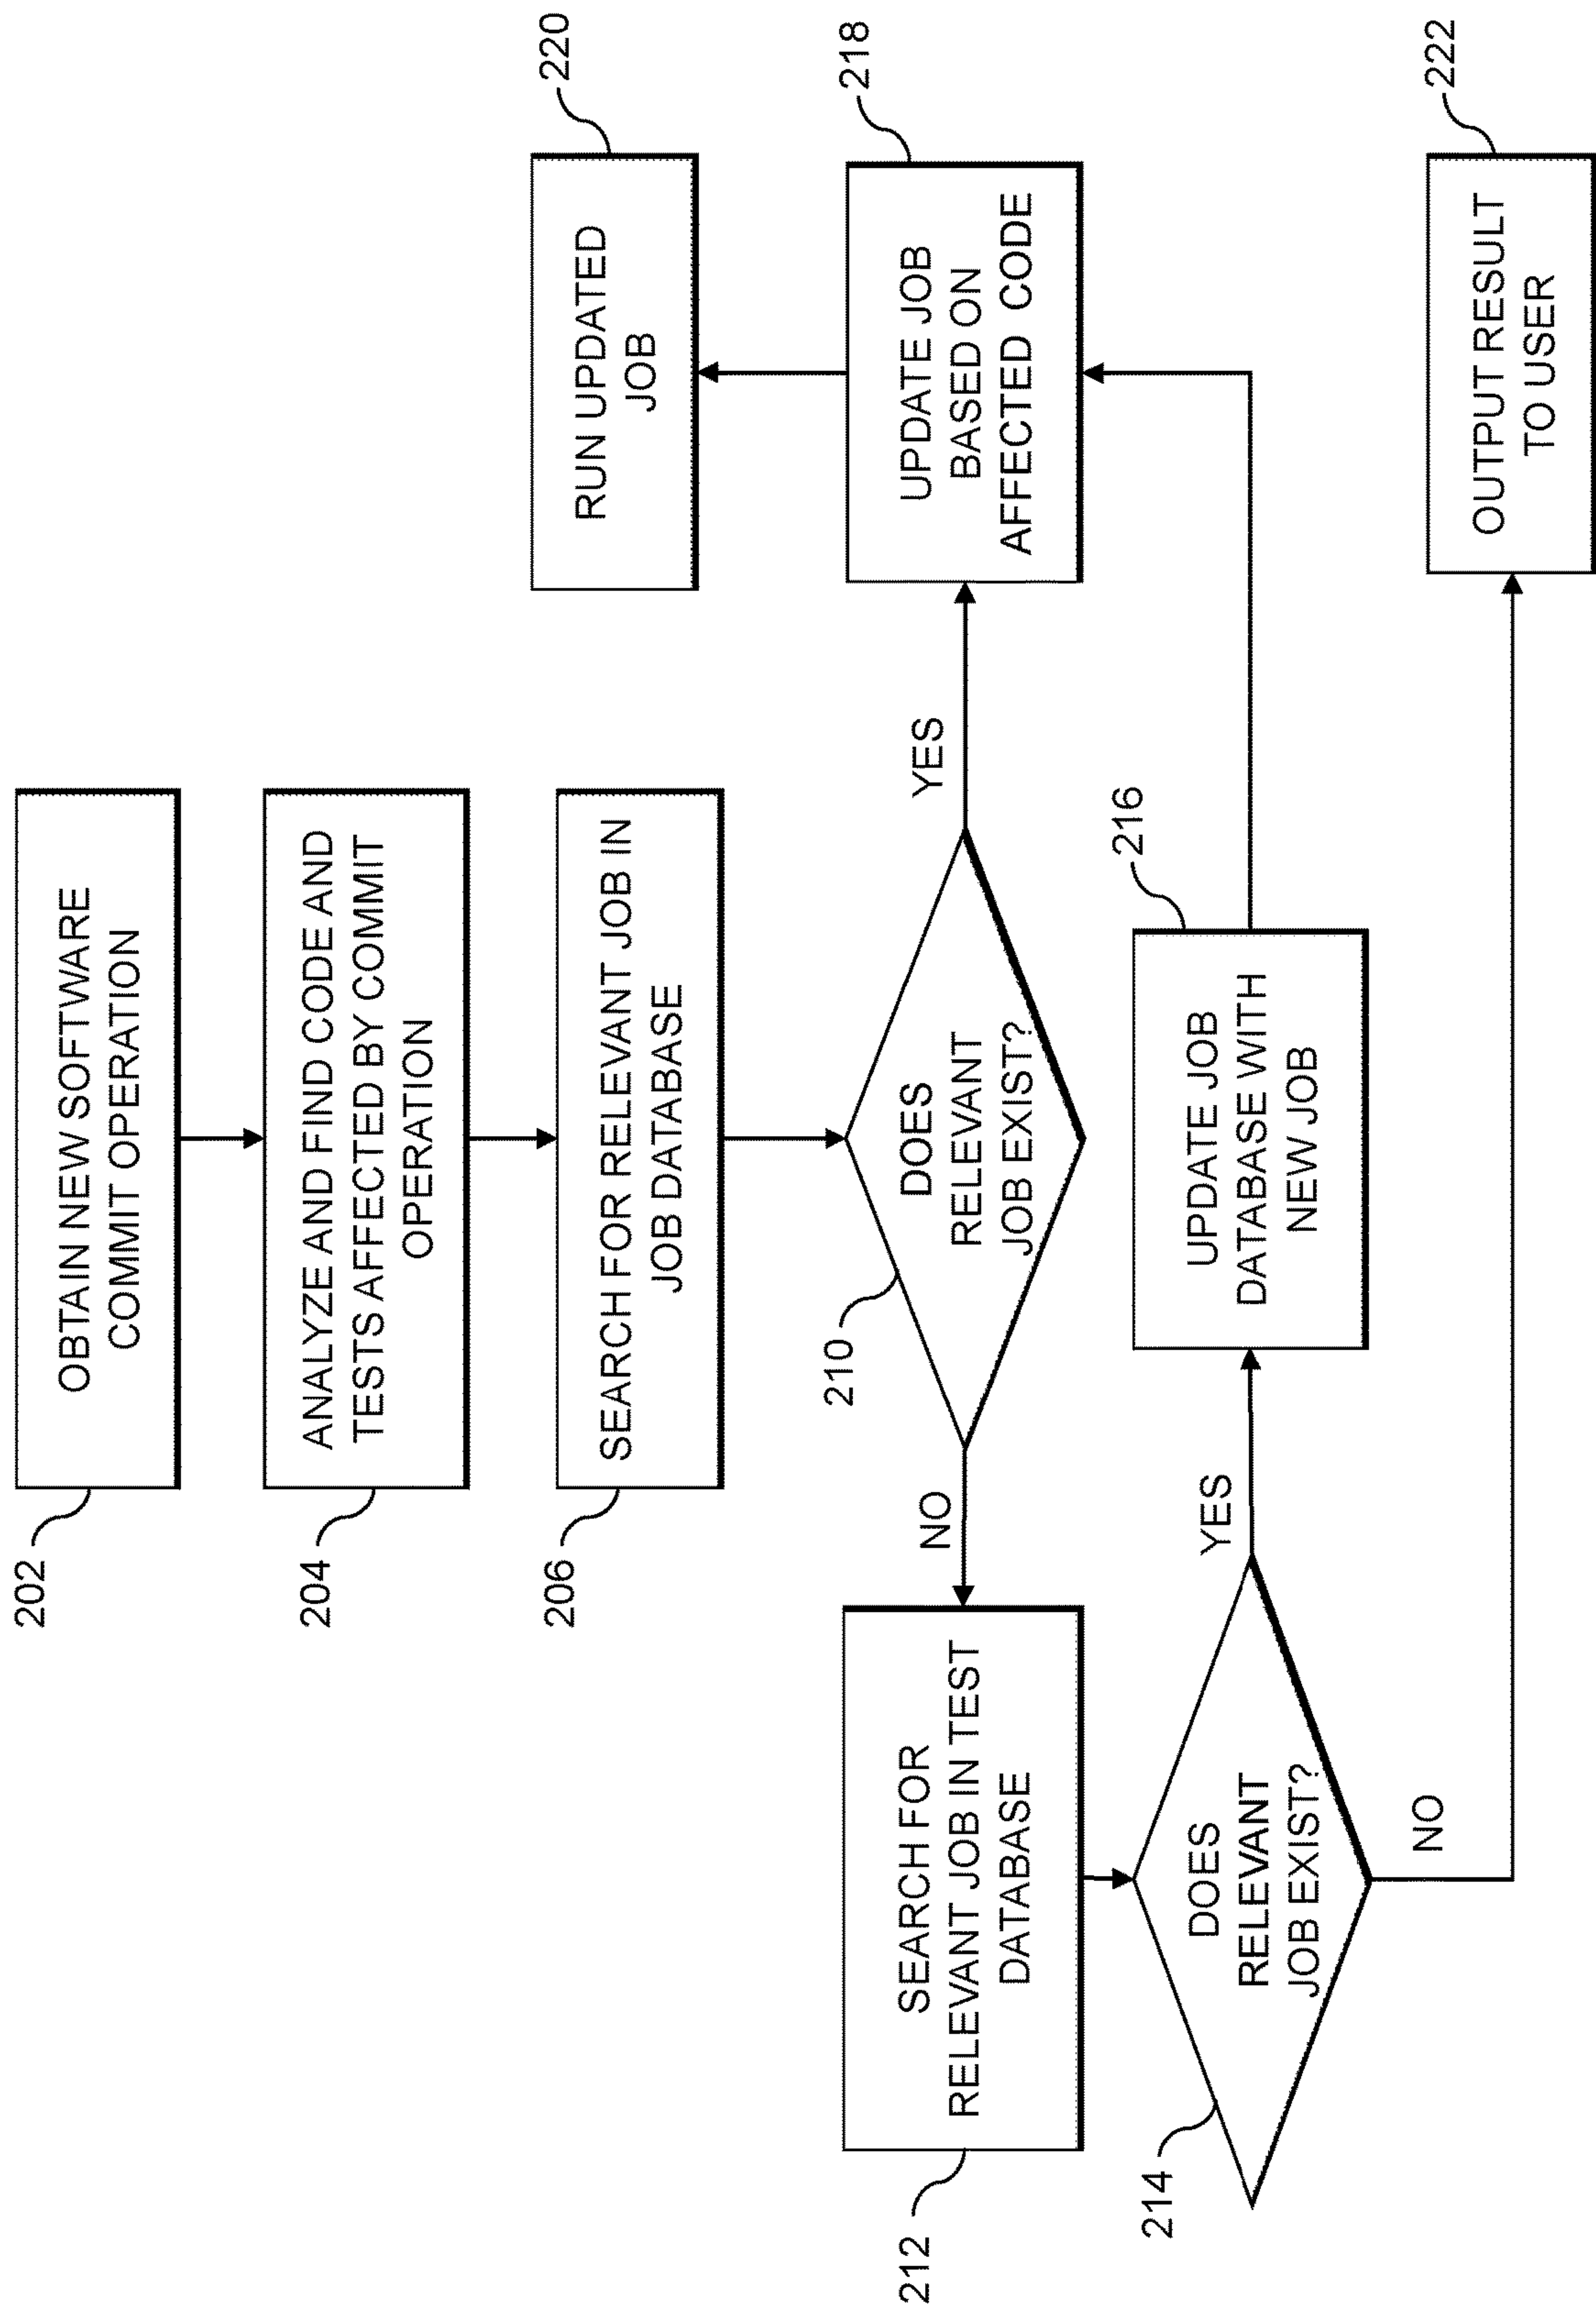 202
OBTAIN NEW SOFTWARE
COMMIT OPERATION
204
ANALYZE AND FIND CODE AND
TESTS AFFECTED BY COMMIT
OPERATION
206
SEARCH FOR RELEVANT JOB IN
JOB DATABASE
210
DOES
RELEVANT
JOB EXIST?
NO
YES
212
SEARCH FOR
RELEVANT JOB IN TEST
DATABASE
214
DOES
RELEVANT
JOB EXIST?
YES
NO
216
UPDATE JOB
DATABASE WITH
NEW JOB
218
UPDATE JOB
BASED ON
AFFECTED CODE
220
RUN UPDATED
JOB
222
OUTPUT RESULT
TO USER